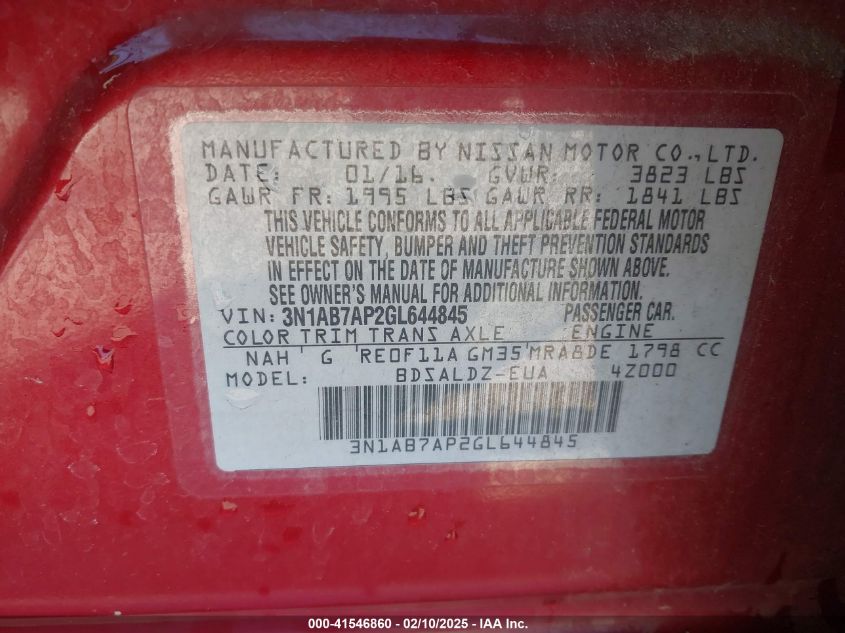 MANUFACTURED BY NISSAN MOTOR CO.,LTD.
DATE: 01/16. GVWR: 3823 LBS
GAWR FR: 1995 LBS GAWR RR: 1841 LBS
THIS VEHICLE CONFORMS TO ALL APPLICABLE FEDERAL MOTOR
VEHICLE SAFETY, BUMPER AND THEFT PREVENTION STANDARDS
IN EFFECT ON THE DATE OF MANUFACTURE SHOWN ABOVE.
SEE OWNER'S MANUAL FOR ADDITIONAL INFORMATION.
VIN: 3N1AB7AP2GL644845 PASSENGER CAR.
COLOR TRIM TRANS AXLE ENGINE
NAH G RE0F11A GM35 MRA8DE 1798 CC
MODEL: BDSALDZ-EUA 4Z000
3N1AB7AP2GL644845
000-41546860 - 02/10/2025 - IAA Inc.